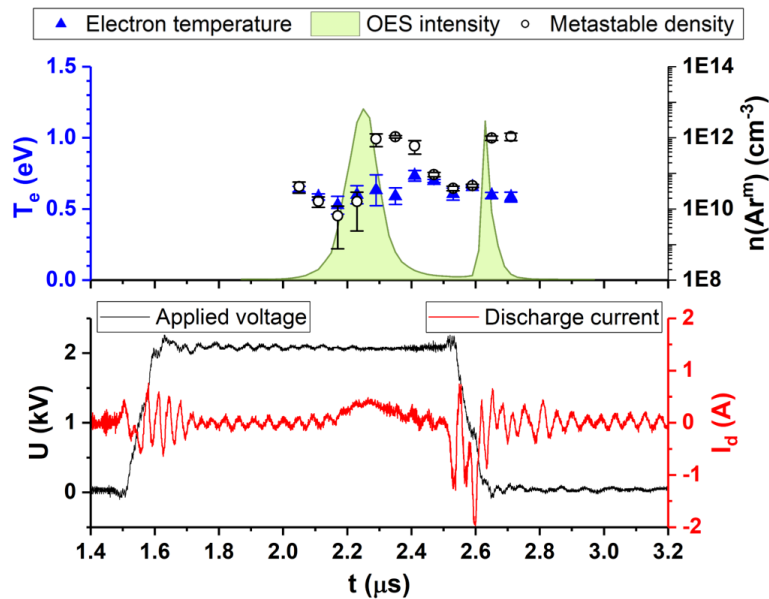 Electron temperature OES intensity Metastable density
1.5 1E14
1.0 1E12
0.5 1E10
0.0 1E8
Tₑ (eV)
n(Arᵐ) (cm⁻³)
Applied voltage Discharge current
2 2
1
1 0
-1
0 -2
U (kV)
I_d (A)
1.4 1.6 1.8 2.0 2.2 2.4 2.6 2.8 3.0 3.2
t (μs)